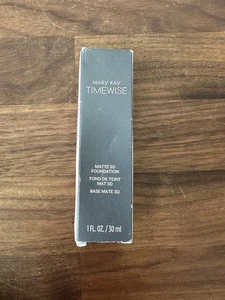 MARY KAY
TIMEWISE
MATTE 3D
FOUNDATION
FOND DE TEINT
MAT 3D
BASE MATE 3D
1 FL. OZ. / 30 ml